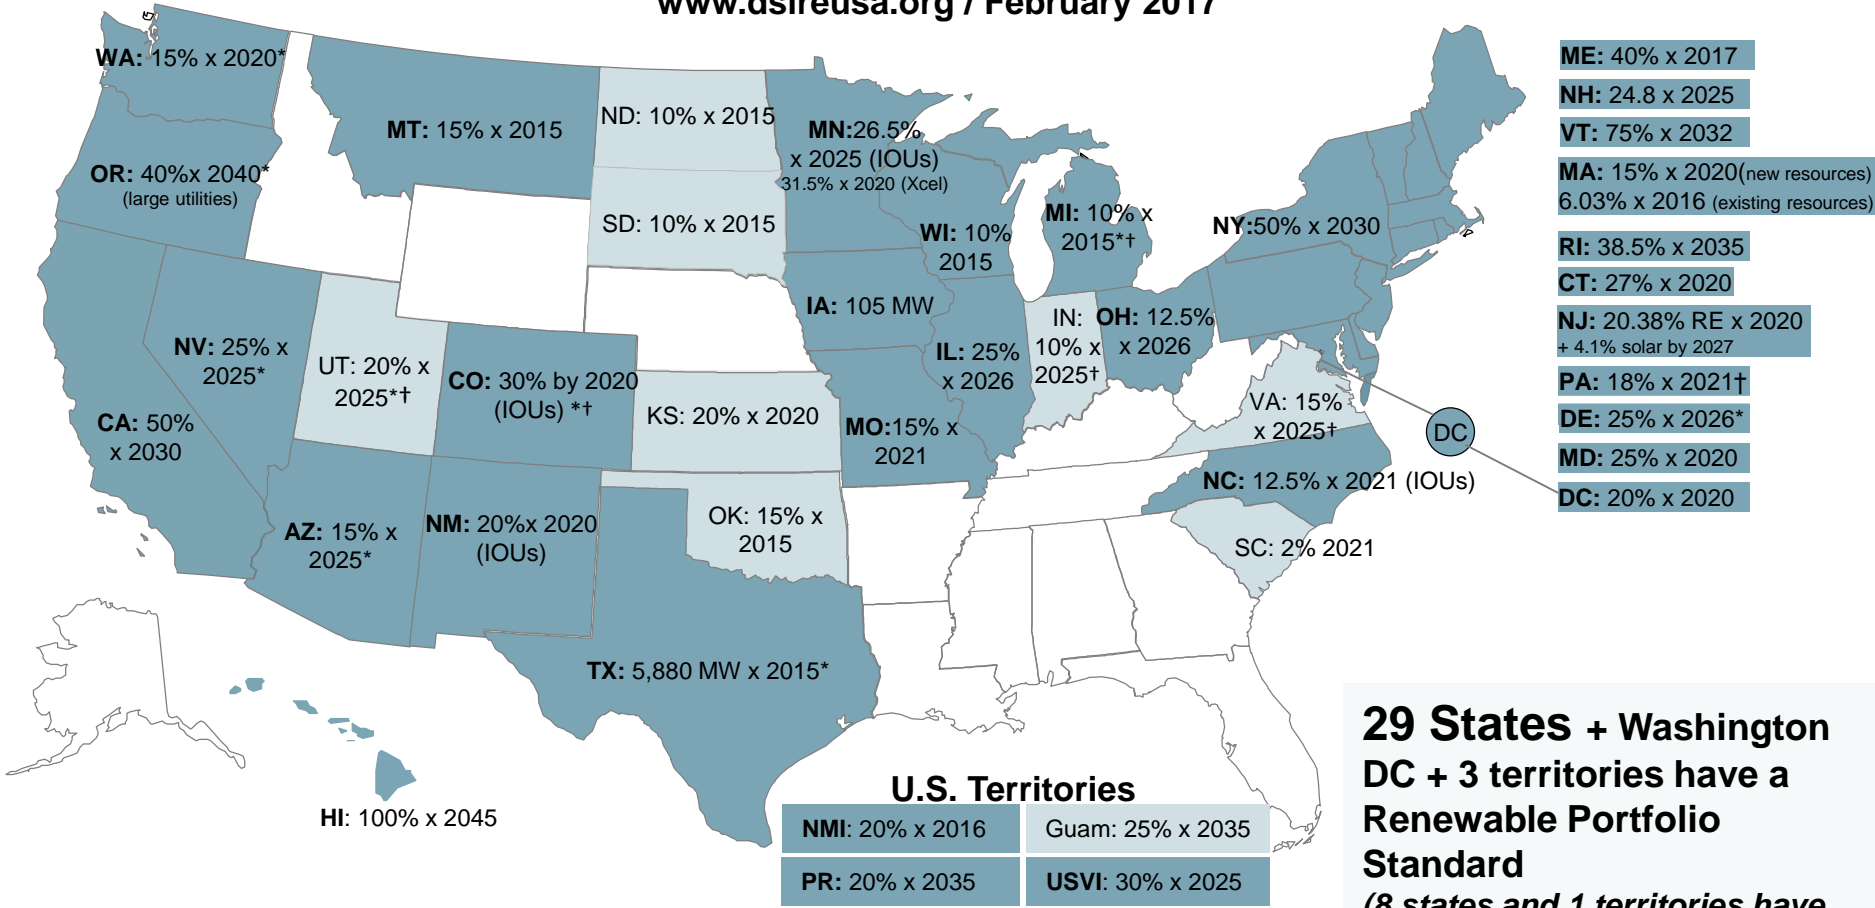 www.dsireusa.org / February 2017
WA: 15% x 2020*
OR: 40%x 2040*
(large utilities)
CA: 50%
x 2030
MT: 15% x 2015
NV: 25% x
2025*
UT: 20% x
2025*†
AZ: 15% x
2025*
ND: 10% x 2015
SD: 10% x 2015
CO: 30% by 2020
(IOUs) *†
NM: 20%x 2020
(IOUs)
KS: 20% x 2020
OK: 15% x
2015
TX: 5,880 MW x 2015*
HI: 100% x 2045
MN:26.5%
x 2025 (IOUs)
31.5% x 2020 (Xcel)
IA: 105 MW
MO:15% x
2021
WI: 10%
2015
IL: 25%
x 2026
MI: 10% x
2015*†
IN:
10% x
2025†
OH: 12.5%
x 2026
NY:50% x 2030
VA: 15%
x 2025†
NC: 12.5% x 2021 (IOUs)
SC: 2% 2021
DC
ME: 40% x 2017
NH: 24.8 x 2025
VT: 75% x 2032
MA: 15% x 2020(new resources)
6.03% x 2016 (existing resources)
RI: 38.5% x 2035
CT: 27% x 2020
NJ: 20.38% RE x 2020
+ 4.1% solar by 2027
PA: 18% x 2021†
DE: 25% x 2026*
MD: 25% x 2020
DC: 20% x 2020
U.S. Territories
NMI: 20% x 2016
Guam: 25% x 2035
PR: 20% x 2035
USVI: 30% x 2025
29 States + Washington
DC + 3 territories have a
Renewable Portfolio
Standard
(8 states and 1 territories have